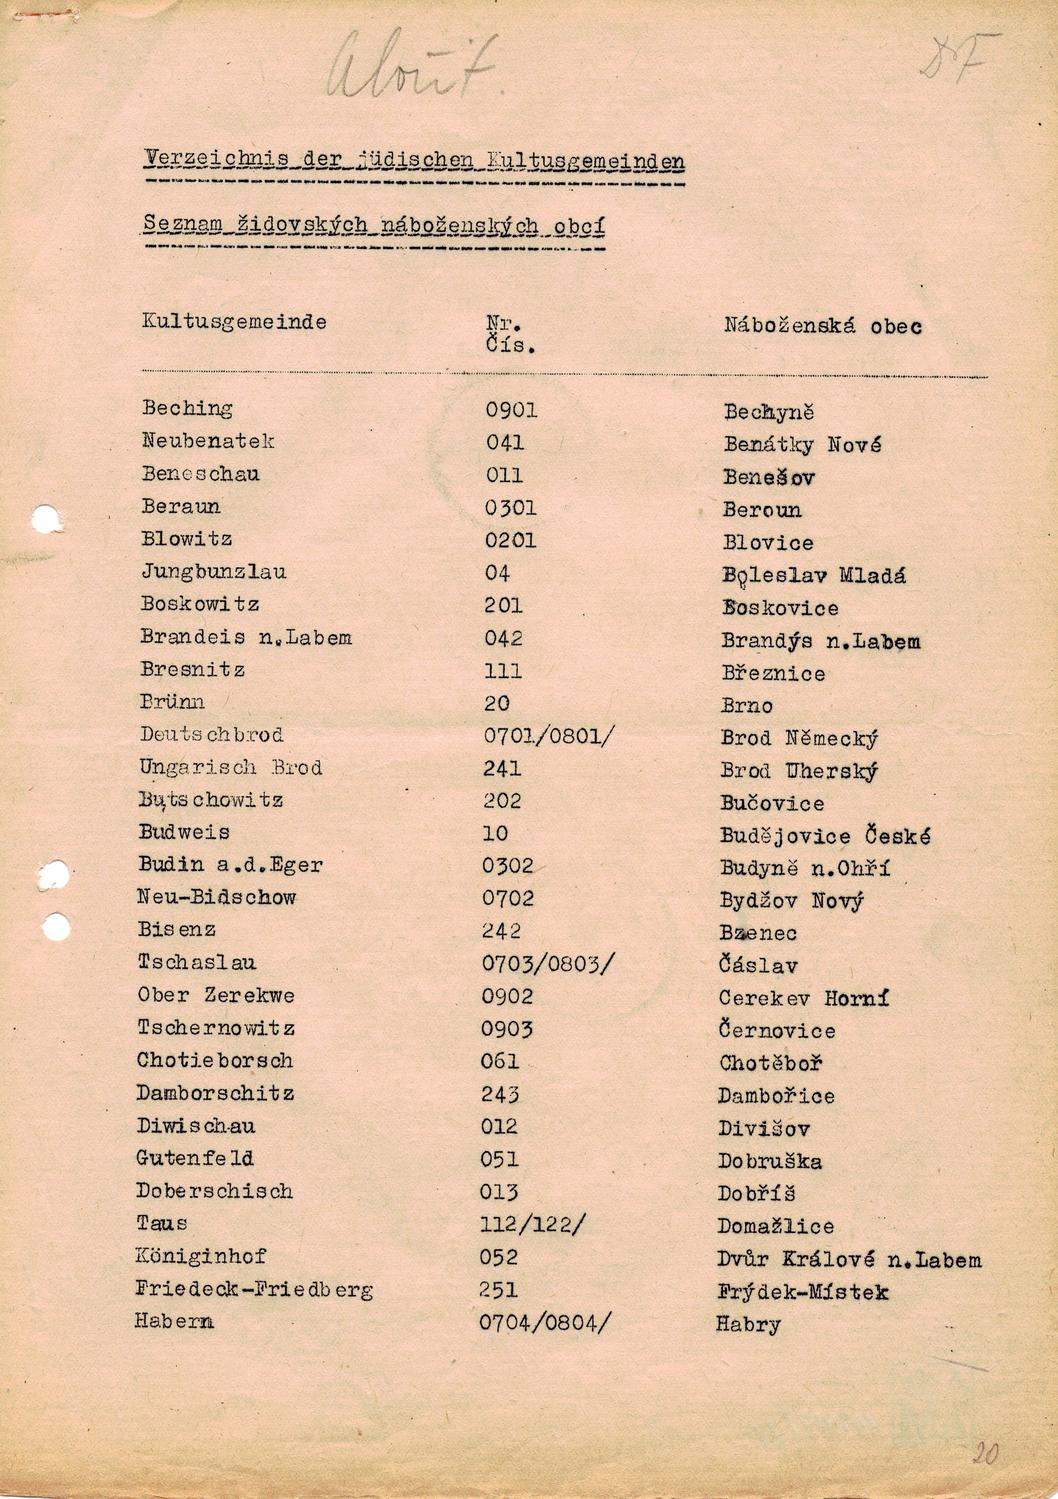 DF
Verzeichnis der jüdischen Kultusgemeinden
Seznam židovských náboženských obcí
Kultusgemeinde Nr. Náboženská obec
Čís.
Beching 0901 Bechyně
Neubenatek 041 Benátky Nové
Beneschau 011 Benešov
Beraun 0301 Beroun
Blowitz 0201 Blovice
Jungbunzlau 04 Boleslav Mladá
Boskowitz 201 Boskovice
Brandeis n.Labem 042 Brandýs n.Labem
Bresnitz 111 Březnice
Brünn 20 Brno
Deutschbrod 0701/0801/ Brod Německý
Ungarisch Brod 241 Brod Uherský
Butschowitz 202 Bučovice
Budweis 10 Budějovice České
Budin a.d.Eger 0302 Budyně n.Ohří
Neu-Bidschow 0702 Bydžov Nový
Bisenz 242 Bzenec
Tschaslau 0703/0803/ Čáslav
Ober Zerekwe 0902 Cerekev Horní
Tschernowitz 0903 Černovice
Chotieborsch 061 Chotěboř
Damborschitz 243 Dambořice
Diwischau 012 Divišov
Gutenfeld 051 Dobruška
Doberschisch 013 Dobříš
Taus 112/122/ Domažlice
Königinhof 052 Dvůr Králové n.Labem
Friedeck-Friedberg 251 Frýdek-Místek
Habern 0704/0804/ Habry
20